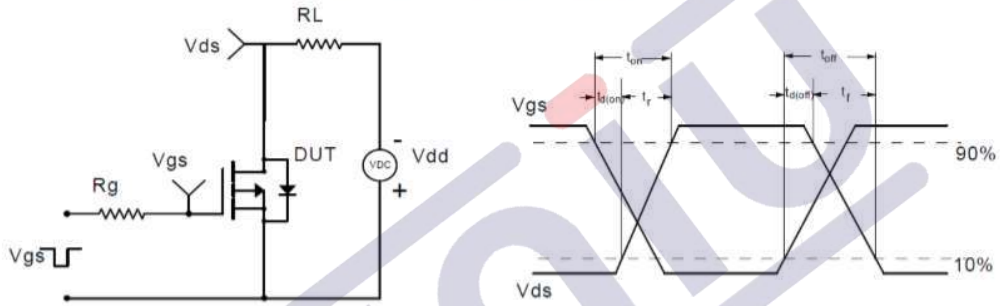 RL
Vds
Vgs
DUT
VDC
-
+
Vdd
Rg
Vgs
ton
toff
td(on)
tr
td(off)
tf
Vgs
90%
10%
Vds